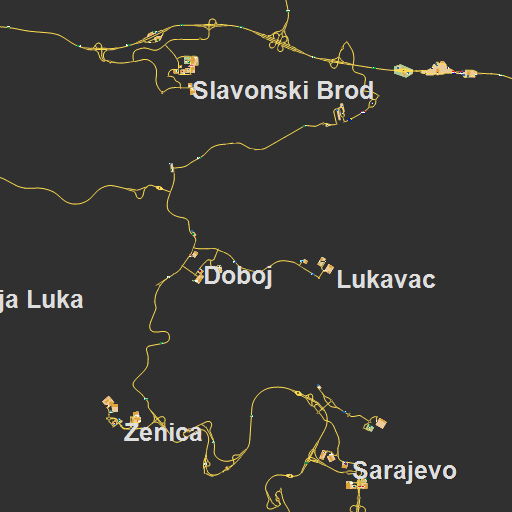 Slavonski Brod
Doboj
Lukavac
ja Luka
Zenica
Sarajevo